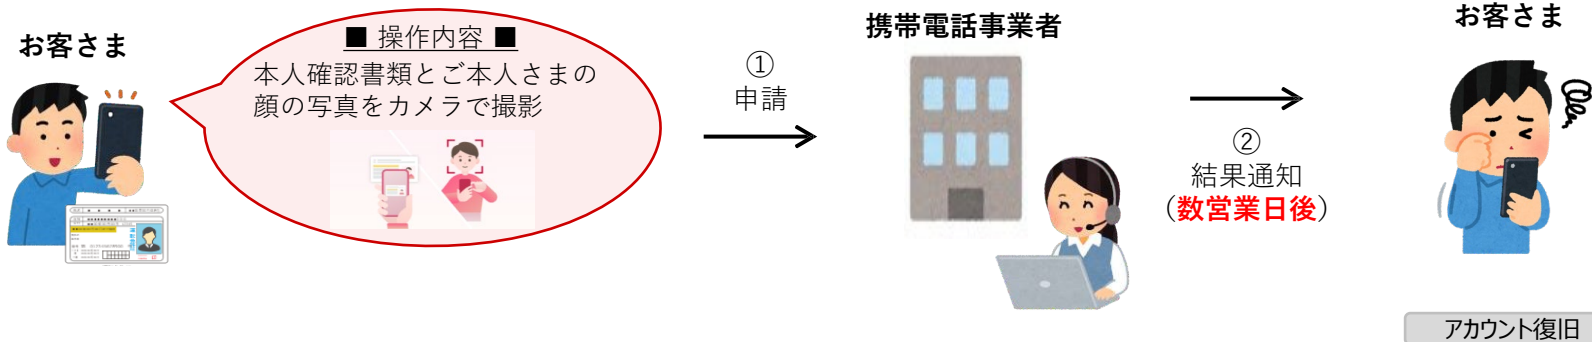 お客さま
■ 操作内容 ■
本人確認書類とご本人さまの
顔の写真をカメラで撮影
①
申請
携帯電話事業者
②
結果通知
（数営業日後）
お客さま
アカウント復旧